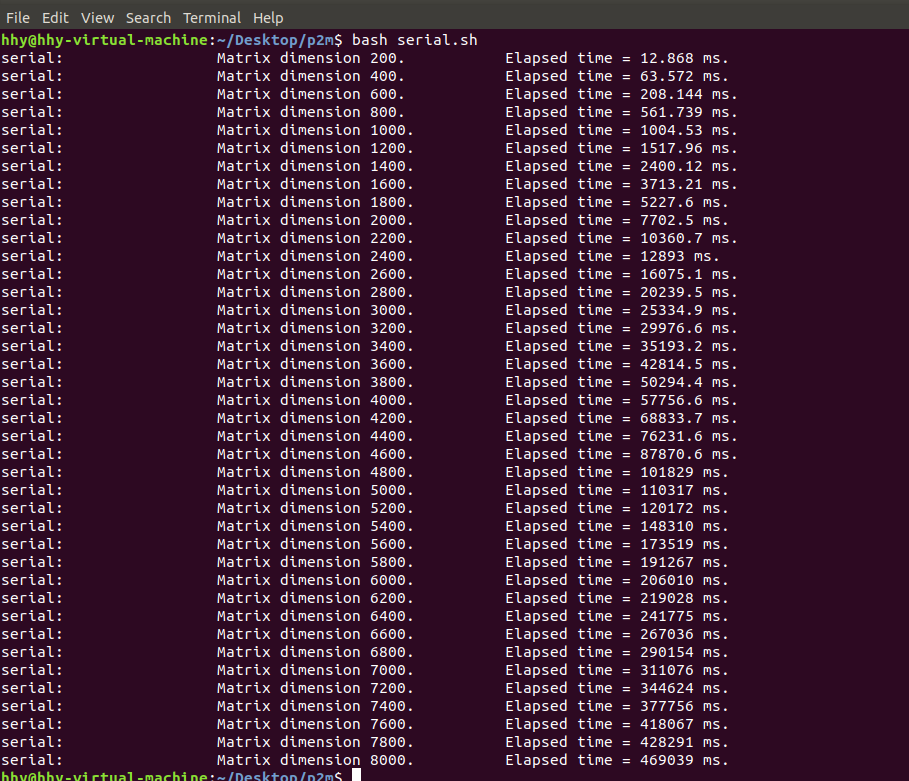 File Edit View Search Terminal Help
hhy@hhy-virtual-machine:~/Desktop/p2m$ bash serial.sh
serial: Matrix dimension 200. Elapsed time = 12.868 ms.
serial: Matrix dimension 400. Elapsed time = 63.572 ms.
serial: Matrix dimension 600. Elapsed time = 208.144 ms.
serial: Matrix dimension 800. Elapsed time = 561.739 ms.
serial: Matrix dimension 1000. Elapsed time = 1004.53 ms.
serial: Matrix dimension 1200. Elapsed time = 1517.96 ms.
serial: Matrix dimension 1400. Elapsed time = 2400.12 ms.
serial: Matrix dimension 1600. Elapsed time = 3713.21 ms.
serial: Matrix dimension 1800. Elapsed time = 5227.6 ms.
serial: Matrix dimension 2000. Elapsed time = 7702.5 ms.
serial: Matrix dimension 2200. Elapsed time = 10360.7 ms.
serial: Matrix dimension 2400. Elapsed time = 12893 ms.
serial: Matrix dimension 2600. Elapsed time = 16075.1 ms.
serial: Matrix dimension 2800. Elapsed time = 20239.5 ms.
serial: Matrix dimension 3000. Elapsed time = 25334.9 ms.
serial: Matrix dimension 3200. Elapsed time = 29976.6 ms.
serial: Matrix dimension 3400. Elapsed time = 35193.2 ms.
serial: Matrix dimension 3600. Elapsed time = 42814.5 ms.
serial: Matrix dimension 3800. Elapsed time = 50294.4 ms.
serial: Matrix dimension 4000. Elapsed time = 57756.6 ms.
serial: Matrix dimension 4200. Elapsed time = 68833.7 ms.
serial: Matrix dimension 4400. Elapsed time = 76231.6 ms.
serial: Matrix dimension 4600. Elapsed time = 87870.6 ms.
serial: Matrix dimension 4800. Elapsed time = 101829 ms.
serial: Matrix dimension 5000. Elapsed time = 110317 ms.
serial: Matrix dimension 5200. Elapsed time = 120172 ms.
serial: Matrix dimension 5400. Elapsed time = 148310 ms.
serial: Matrix dimension 5600. Elapsed time = 173519 ms.
serial: Matrix dimension 5800. Elapsed time = 191267 ms.
serial: Matrix dimension 6000. Elapsed time = 206010 ms.
serial: Matrix dimension 6200. Elapsed time = 219028 ms.
serial: Matrix dimension 6400. Elapsed time = 241775 ms.
serial: Matrix dimension 6600. Elapsed time = 267036 ms.
serial: Matrix dimension 6800. Elapsed time = 290154 ms.
serial: Matrix dimension 7000. Elapsed time = 311076 ms.
serial: Matrix dimension 7200. Elapsed time = 344624 ms.
serial: Matrix dimension 7400. Elapsed time = 377756 ms.
serial: Matrix dimension 7600. Elapsed time = 418067 ms.
serial: Matrix dimension 7800. Elapsed time = 428291 ms.
serial: Matrix dimension 8000. Elapsed time = 469039 ms.
hhy@hhy-virtual-machine:~/Desktop/p2m$